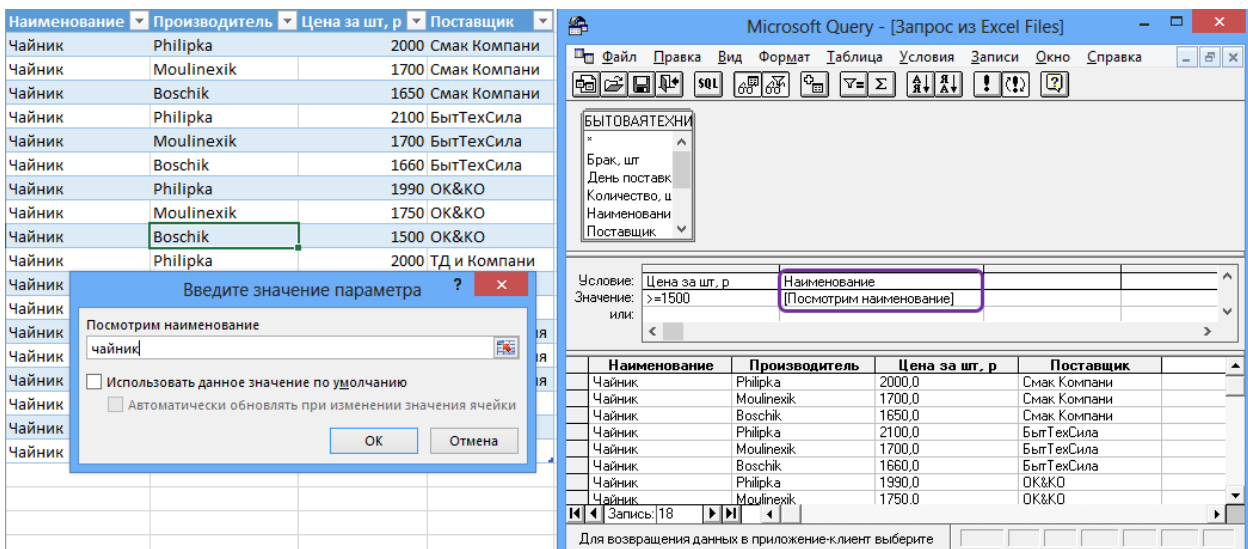 Наименование Производитель Цена за шт, р Поставщик
Чайник Philipka 2000 Смак Компани
Чайник Moulinexik 1700 Смак Компани
Чайник Boschik 1650 Смак Компани
Чайник Philipka 2100 БытТехСила
Чайник Moulinexik 1700 БытТехСила
Чайник Boschik 1660 БытТехСила
Чайник Philipka 1990 OK&KO
Чайник Moulinexik 1750 OK&KO
Чайник Boschik 1500 OK&KO
Чайник Philipka 2000 ТД и Компани
Чайник
Чайник
Чайник ия
Чайник ия
Чайник ия
Чайник
Чайник
Чайник
Введите значение параметра ? ×
Посмотрим наименование
чайник
Использовать данное значение по умолчанию
Автоматически обновлять при изменении значения ячейки
ОК Отмена
Microsoft Query - [Запрос из Excel Files]
Файл Правка Вид Формат Таблица Условия Записи Окно Справка
SQL
БЫТОВАЯТЕХНИ
*
Брак, шт
День поставк
Количество, ш
Наименовани
Поставщик
Условие: Цена за шт, р Наименование
Значение: >=1500 [Посмотрим наименование]
или:
Наименование Производитель Цена за шт, р Поставщик
Чайник Philipka 2000,0 Смак Компани
Чайник Moulinexik 1700,0 Смак Компани
Чайник Boschik 1650,0 Смак Компани
Чайник Philipka 2100,0 БытТехСила
Чайник Moulinexik 1700,0 БытТехСила
Чайник Boschik 1660,0 БытТехСила
Чайник Philipka 1990,0 OK&KO
Чайник Moulinexik 1750,0 OK&KO
Запись: 18
Для возвращения данных в приложение-клиент выберите